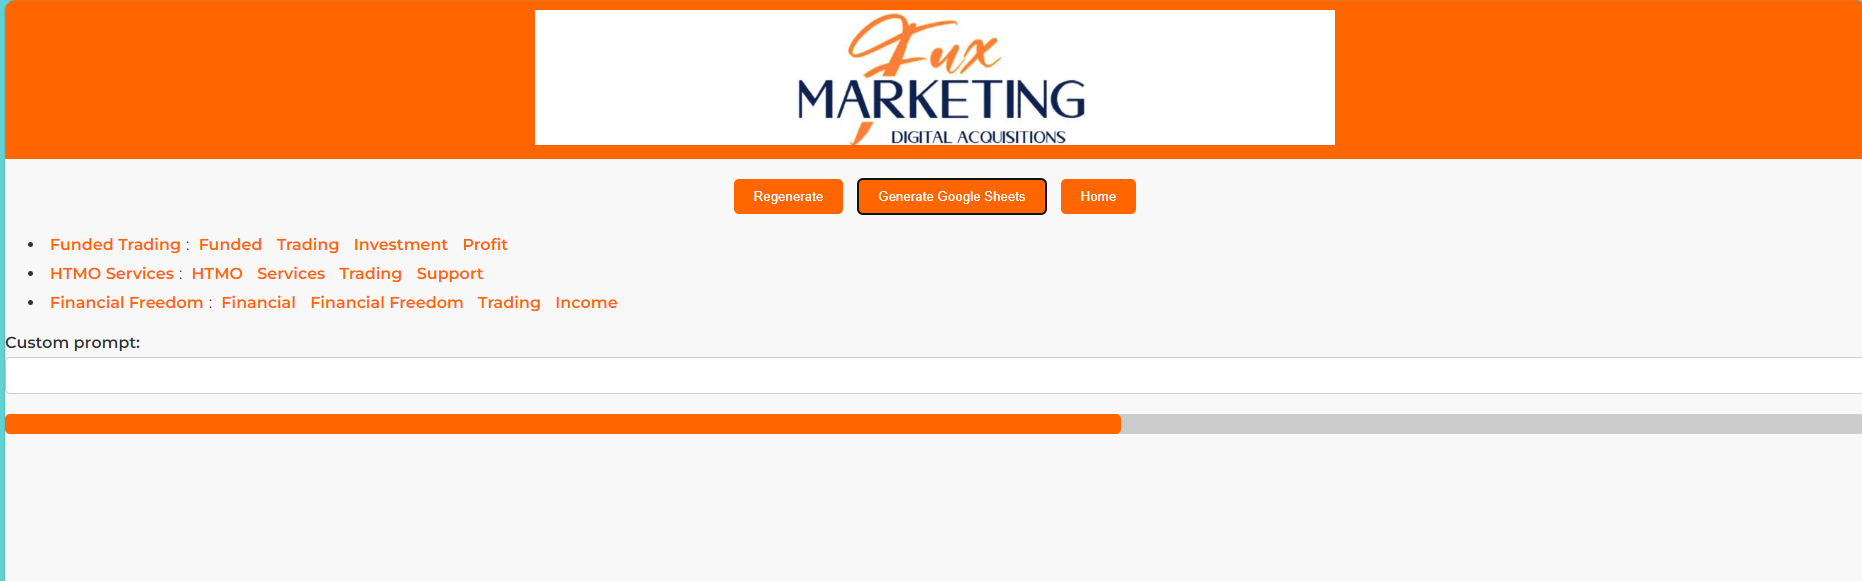 Fux
MARKETING
DIGITAL ACQUISITIONS
Regenerate Generate Google Sheets Home
Funded Trading : Funded Trading Investment Profit
HTMO Services : HTMO Services Trading Support
Financial Freedom : Financial Financial Freedom Trading Income
Custom prompt: